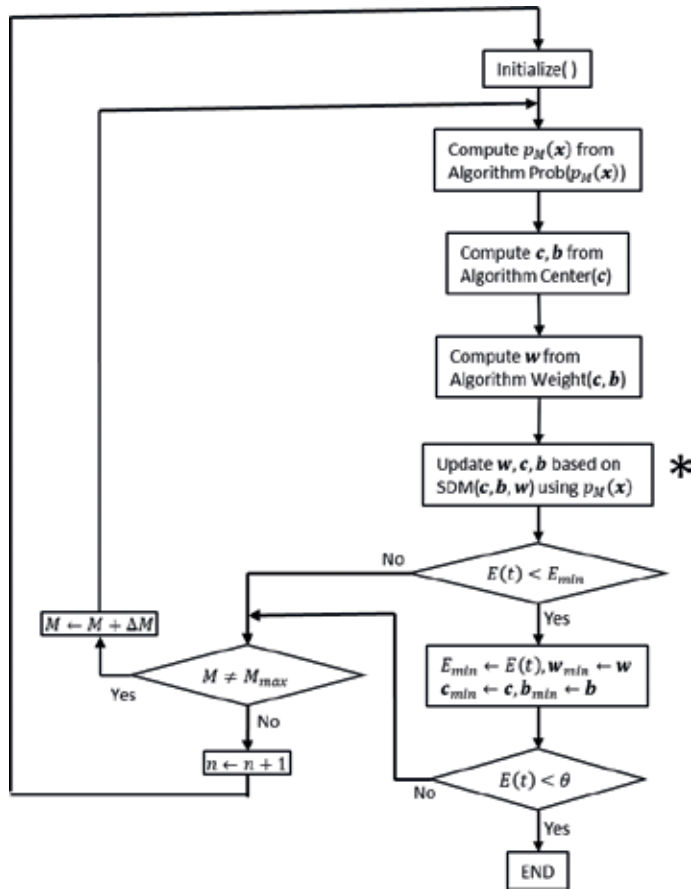 Initialize( )
Compute p_M(x) from
Algorithm Prob(p_M(x))
Compute c, b from
Algorithm Center(c)
Compute w from
Algorithm Weight(c, b)
Update w, c, b based on
SDM(c, b, w) using p_M(x)
*
No
E(t) < E_min
Yes
M ← M + ΔM
E_min ← E(t), w_min ← w
c_min ← c, b_min ← b
M ≠ M_max
Yes
No
n ← n + 1
E(t) < θ
No
Yes
END